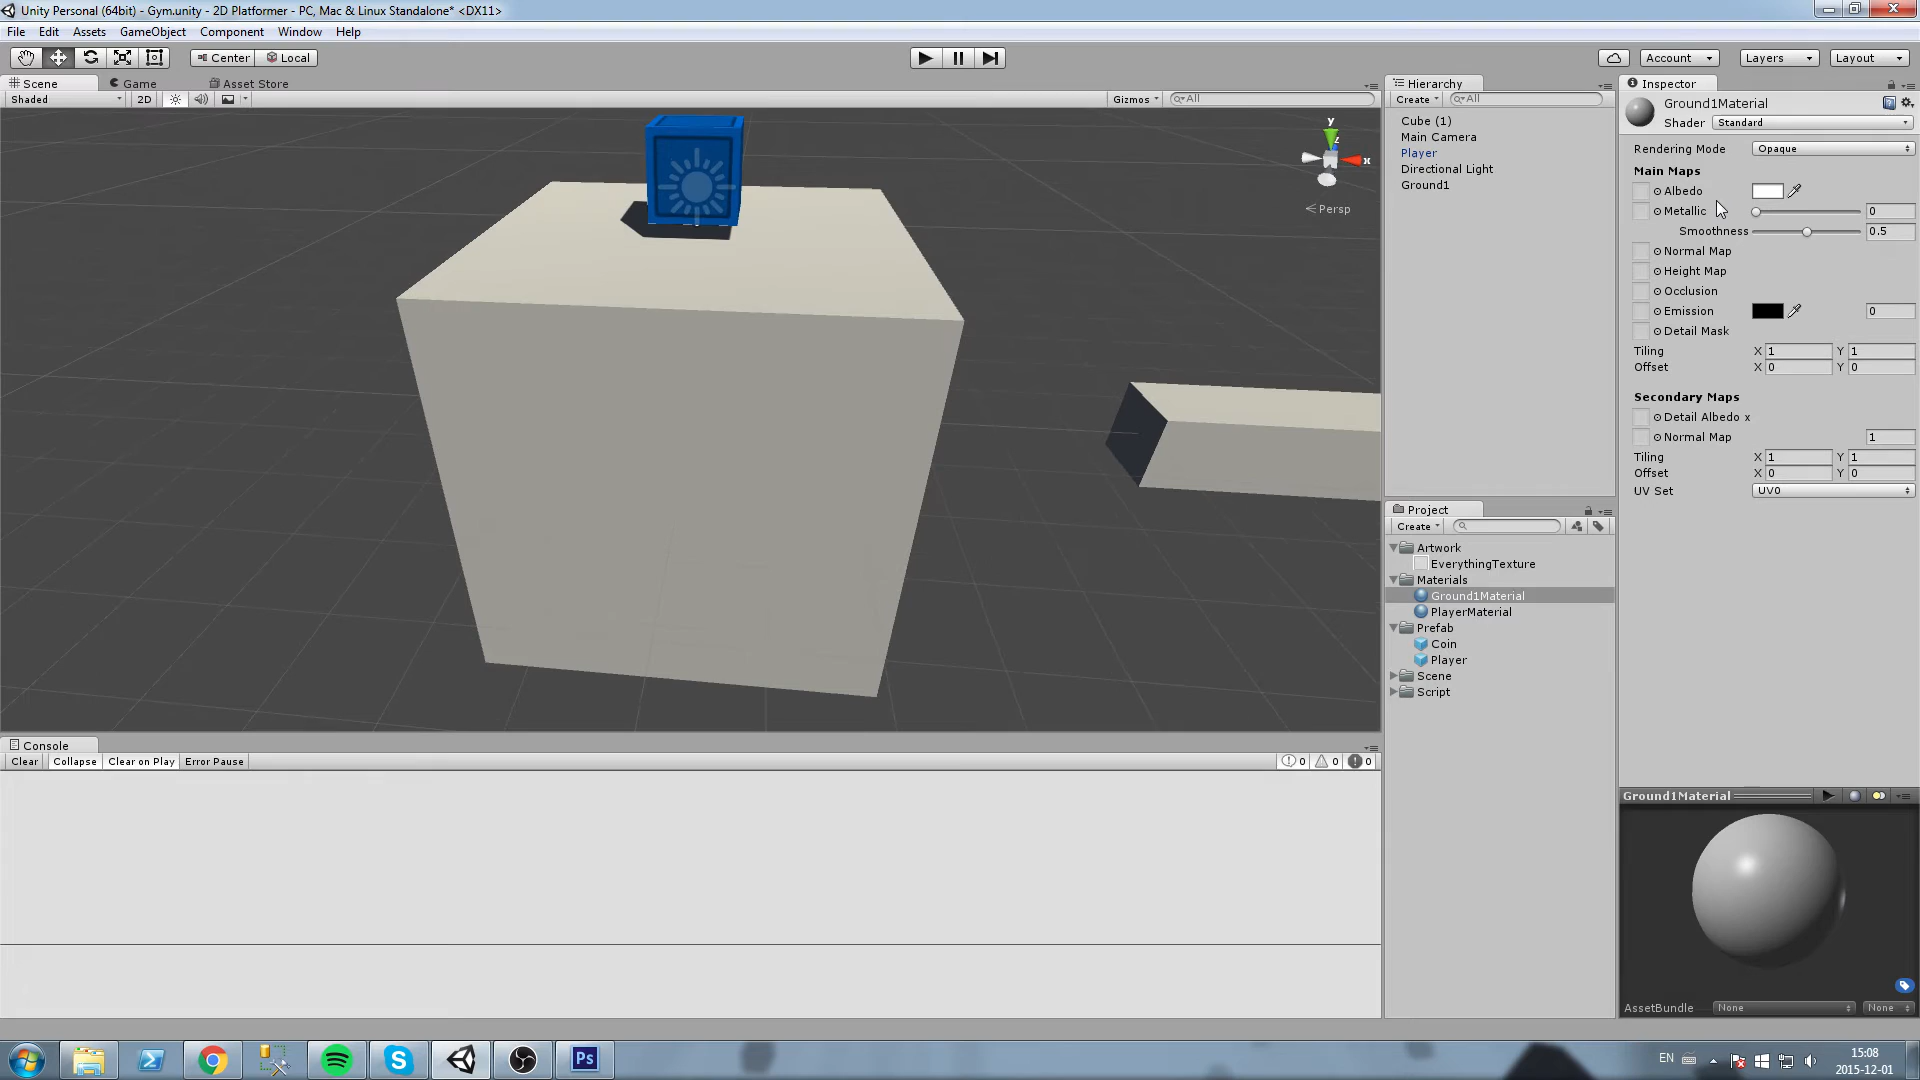 Unity Personal (64bit) - Gym.unity - 2D Platformer - PC, Mac & Linux Standalone* <DX11>
File Edit Assets GameObject Component Window Help
Center Local Account Layers Layout
Scene Game Asset Store
Shaded 2D Gizmos All
Hierarchy
Create All
Cube (1)
Main Camera
Player
Directional Light
Ground1
y
x
z
Persp
Project
Create
Artwork
EverythingTexture
Materials
Ground1Material
PlayerMaterial
Prefab
Coin
Player
Scene
Script
Inspector
Ground1Material
Shader Standard
Rendering Mode Opaque
Main Maps
Albedo
Metallic 0
Smoothness 0.5
Normal Map
Height Map
Occlusion
Emission 0
Detail Mask
Tiling X 1 Y 1
Offset X 0 Y 0
Secondary Maps
Detail Albedo x
Normal Map 1
Tiling X 1 Y 1
Offset X 0 Y 0
UV Set UV0
Ground1Material
AssetBundle None None
Console
Clear Collapse Clear on Play Error Pause 0 0 0
Ps
EN
15:08
2015-12-01